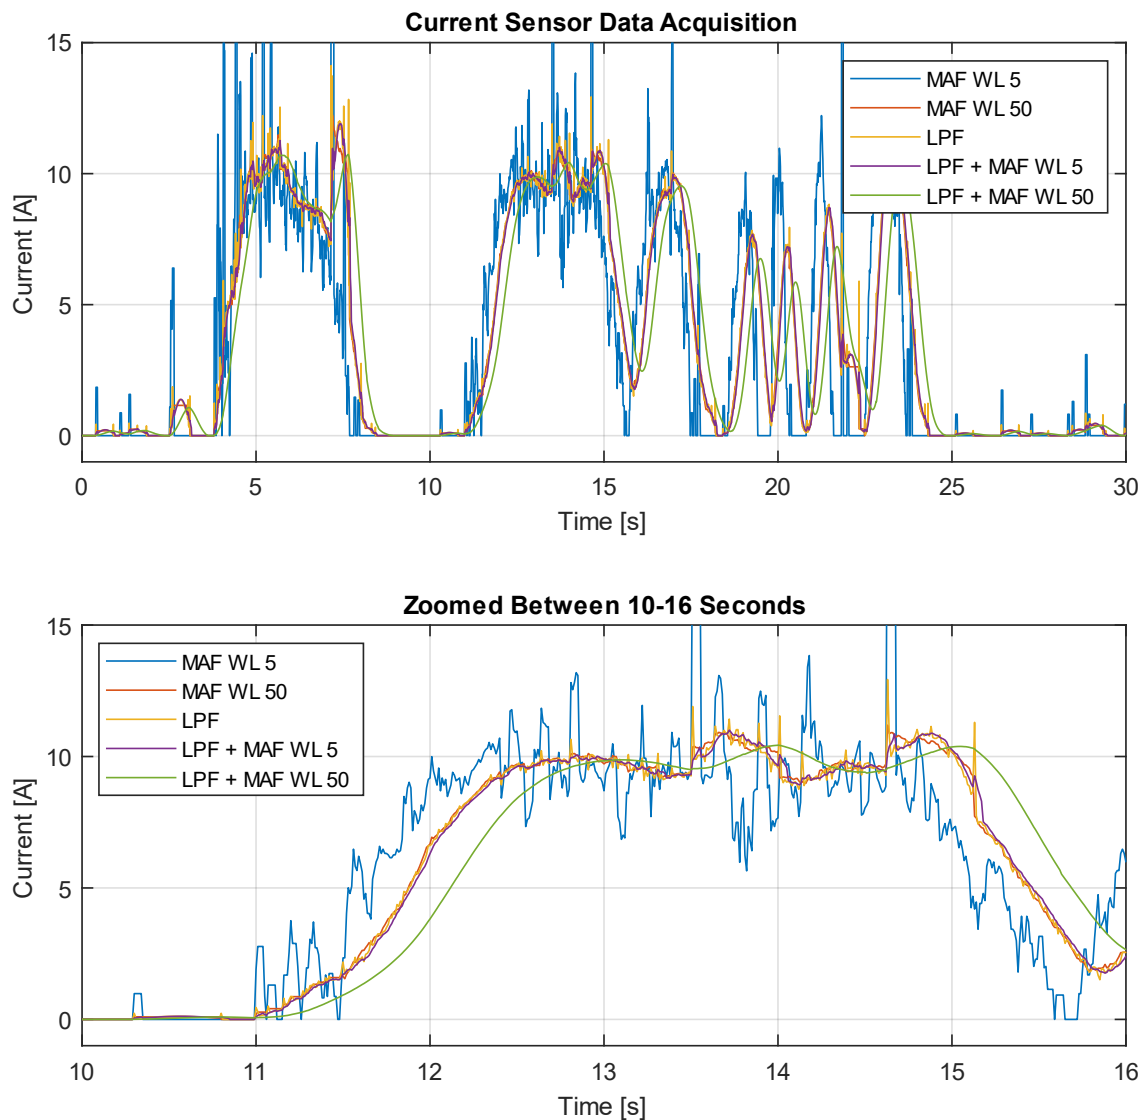 Current Sensor Data Acquisition
15
10
5
0
Current [A]
MAF WL 5
MAF WL 50
LPF
LPF + MAF WL 5
LPF + MAF WL 50
0 5 10 15 20 25 30
Time [s]
Zoomed Between 10-16 Seconds
15
10
5
0
Current [A]
MAF WL 5
MAF WL 50
LPF
LPF + MAF WL 5
LPF + MAF WL 50
10 11 12 13 14 15 16
Time [s]